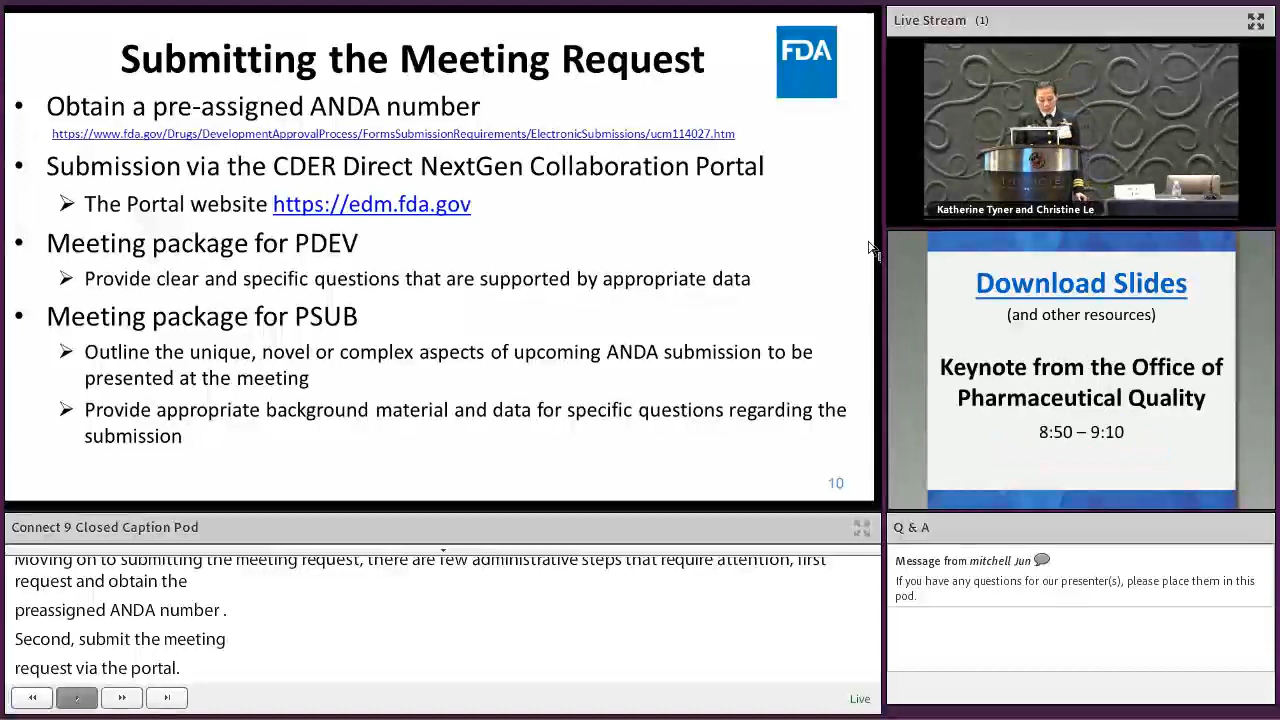 Submitting the Meeting Request
FDA
• Obtain a pre-assigned ANDA number
https://www.fda.gov/Drugs/DevelopmentApprovalProcess/FormsSubmissionRequirements/ElectronicSubmissions/ucm114027.htm
• Submission via the CDER Direct NextGen Collaboration Portal
➢ The Portal website https://edm.fda.gov
• Meeting package for PDEV
➢ Provide clear and specific questions that are supported by appropriate data
• Meeting package for PSUB
➢ Outline the unique, novel or complex aspects of upcoming ANDA submission to be
presented at the meeting
➢ Provide appropriate background material and data for specific questions regarding the
submission
10
Connect 9 Closed Caption Pod
Moving on to submitting the meeting request, there are few administrative steps that require attention, first
request and obtain the
preassigned ANDA number .
Second, submit the meeting
request via the portal.
Live
Live Stream (1)
Katherine Tyner and Christine Le
Download Slides
(and other resources)
Keynote from the Office of
Pharmaceutical Quality
8:50 – 9:10
Q & A
Message from mitchell Jun
If you have any questions for our presenter(s), please place them in this
pod.